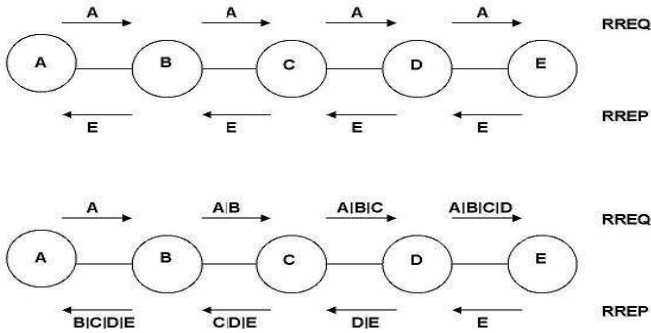 A A A A RREQ
A B C D E
E E E E RREP
A A|B A|B|C A|B|C|D RREQ
A B C D E
B|C|D|E C|D|E D|E E RREP